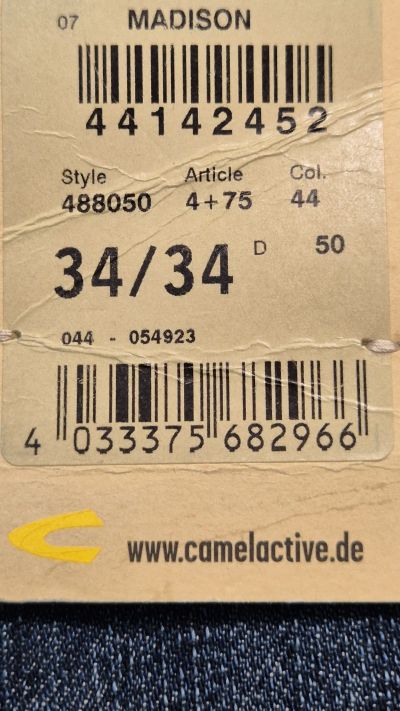 07 MADISON
44142452
Style Article Col.
488050 4+75 44
34/34 D 50
044 - 054923
4 033375 682966
www.camelactive.de